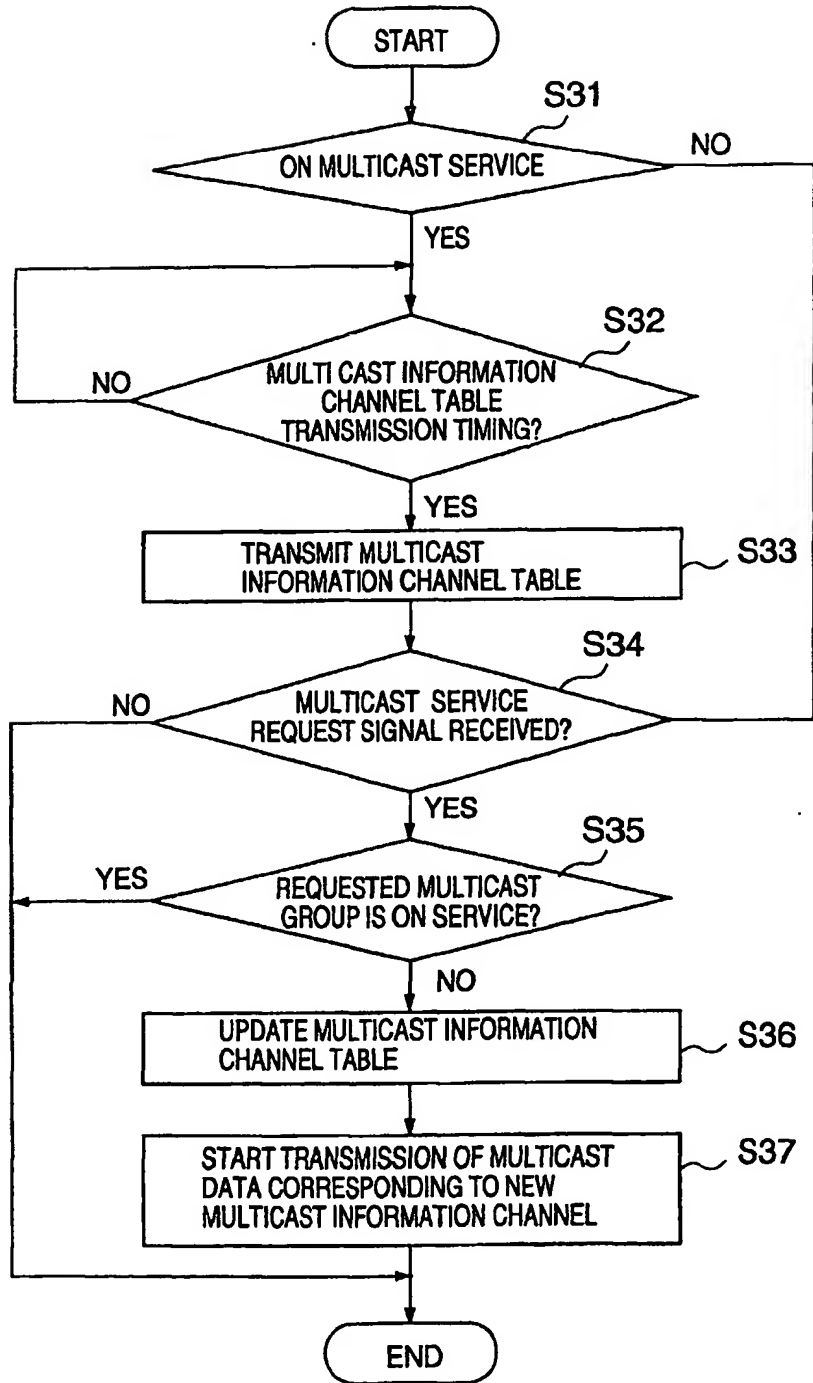 START
S31
ON MULTICAST SERVICE
NO
YES
S32
NO
MULTI CAST INFORMATION
CHANNEL TABLE
TRANSMISSION TIMING?
YES
TRANSMIT MULTICAST
INFORMATION CHANNEL TABLE
S33
S34
NO
MULTICAST SERVICE
REQUEST SIGNAL RECEIVED?
YES
S35
YES
REQUESTED MULTICAST
GROUP IS ON SERVICE?
NO
UPDATE MULTICAST INFORMATION
CHANNEL TABLE
S36
START TRANSMISSION OF MULTICAST
DATA CORRESPONDING TO NEW
MULTICAST INFORMATION CHANNEL
S37
END